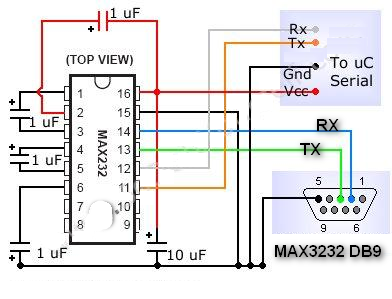 1 uF
(TOP VIEW)
Rx
Tx
To uC
Serial
Gnd
Vcc
1 16
2 15
3 14
4 13
5 12
6 11
7 10
8 9
MAX232
1 uF
1 uF
RX
TX
5 1
9 6
MAX3232 DB9
1 uF
10 uF